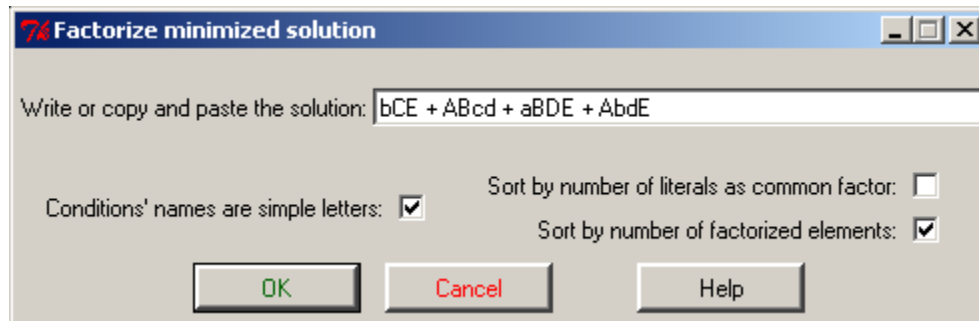 Factorize minimized solution
Write or copy and paste the solution: bCE + ABcd + aBDE + AbdE
Sort by number of literals as common factor:
Conditions' names are simple letters:
Sort by number of factorized elements:
OK Cancel Help